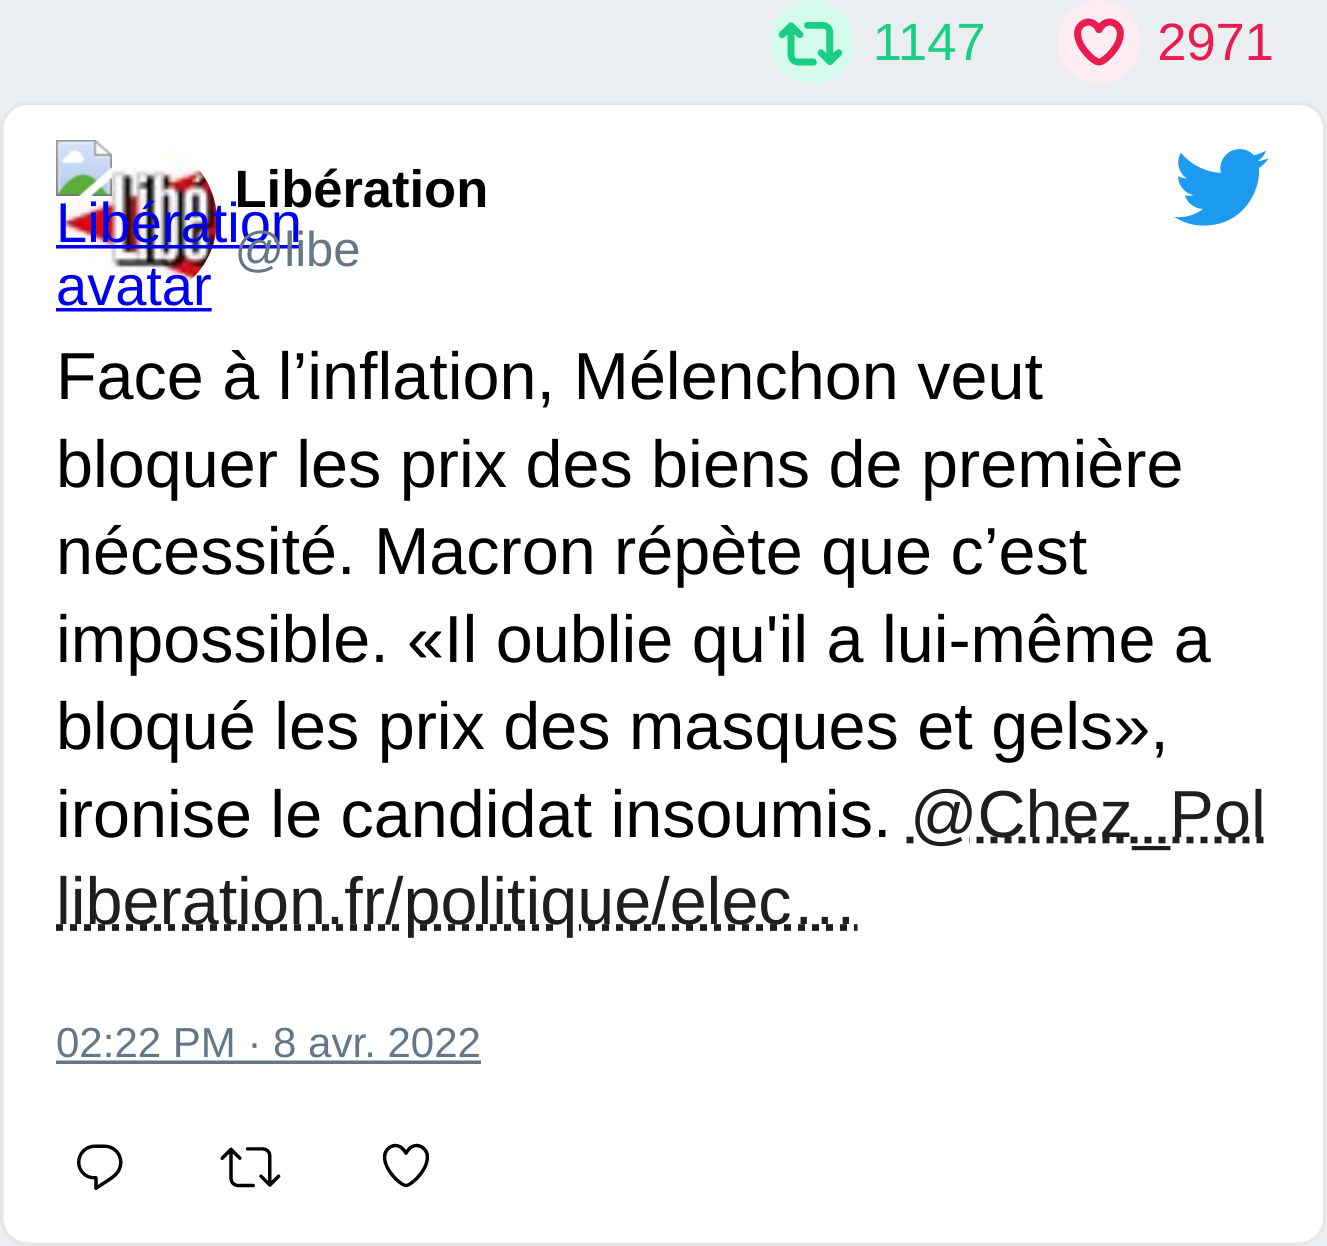 1147 2971
Libération
@libe
Libération
avatar
Libé
Face à l’inflation, Mélenchon veut
bloquer les prix des biens de première
nécessité. Macron répète que c’est
impossible. «Il oublie qu'il a lui-même a
bloqué les prix des masques et gels»,
ironise le candidat insoumis. @Chez_Pol
liberation.fr/politique/elec…
02:22 PM · 8 avr. 2022